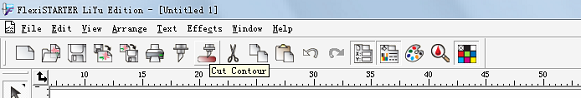 FlexiSTARTER LiYu Edition - [Untitled 1]
File Edit View Arrange Text Effects Window Help
Cut Contour
10 15 20 25 30 35 40 45 50